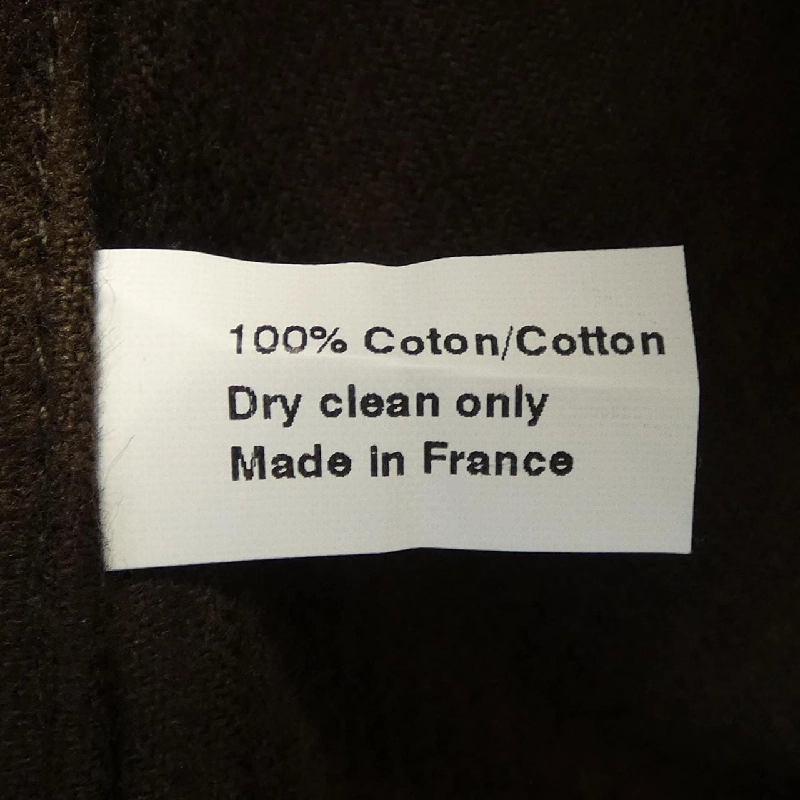 100% Coton/Cotton
Dry clean only
Made in France